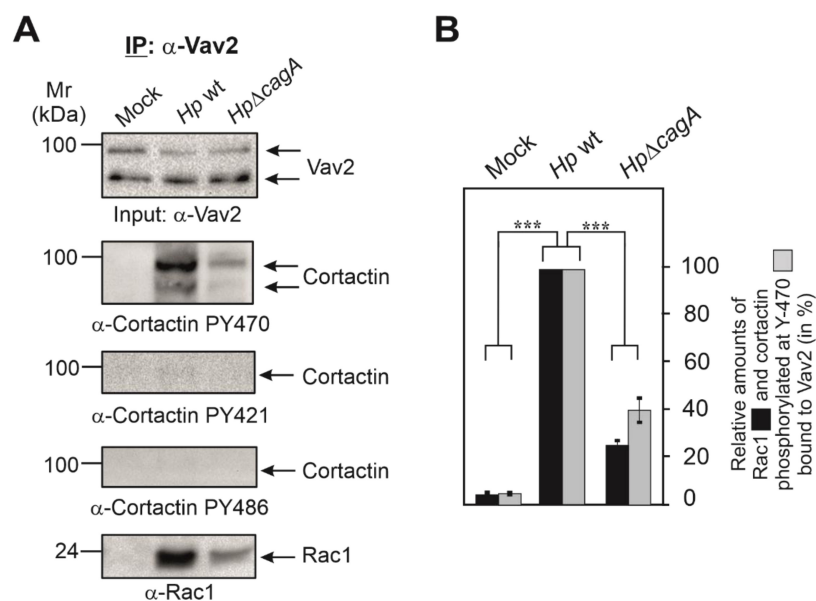 A
IP: α-Vav2
Mr
(kDa)
Mock
Hp wt
HpΔcagA
100
Vav2
Input: α-Vav2
100
Cortactin
α-Cortactin PY470
100
Cortactin
α-Cortactin PY421
100
Cortactin
α-Cortactin PY486
24
Rac1
α-Rac1
B
Mock
Hp wt
HpΔcagA
*** ***
100
80
60
40
20
0
Relative amounts of
Rac1 and cortactin
phosphorylated at Y-470
bound to Vav2 (in %)